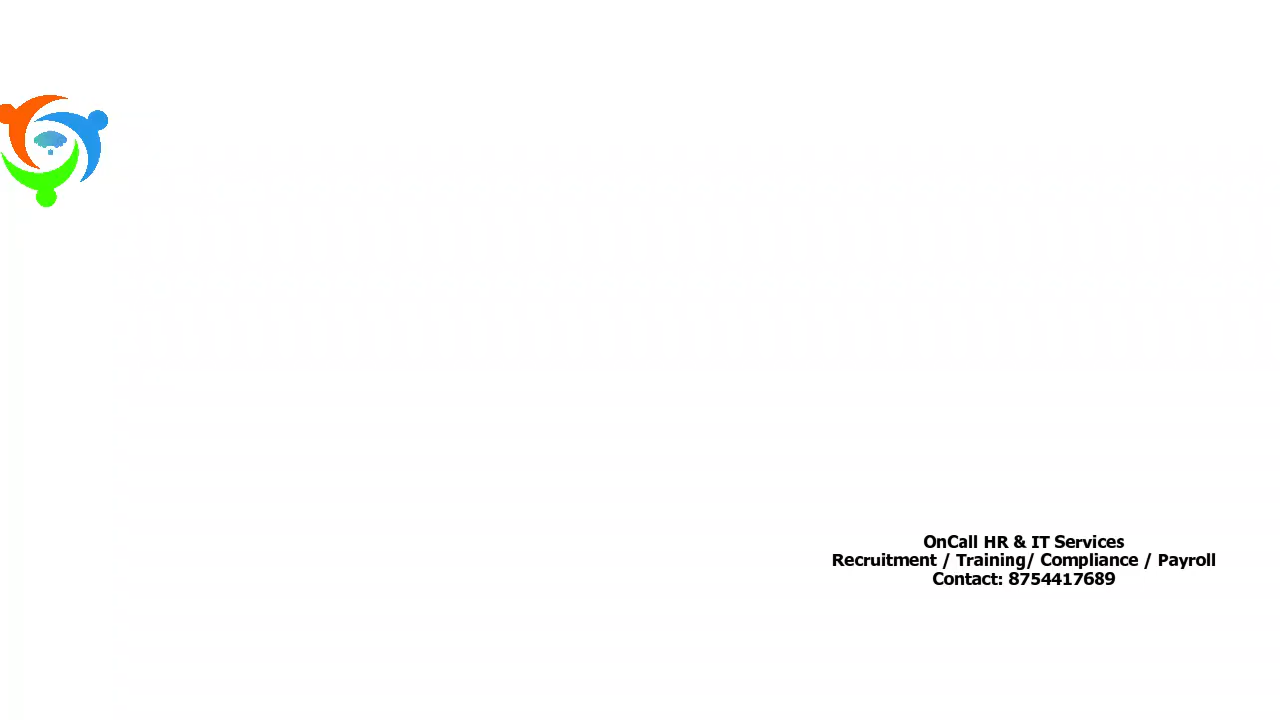 OnCall HR & IT Services
Recruitment / Training/ Compliance / Payroll
Contact: 8754417689